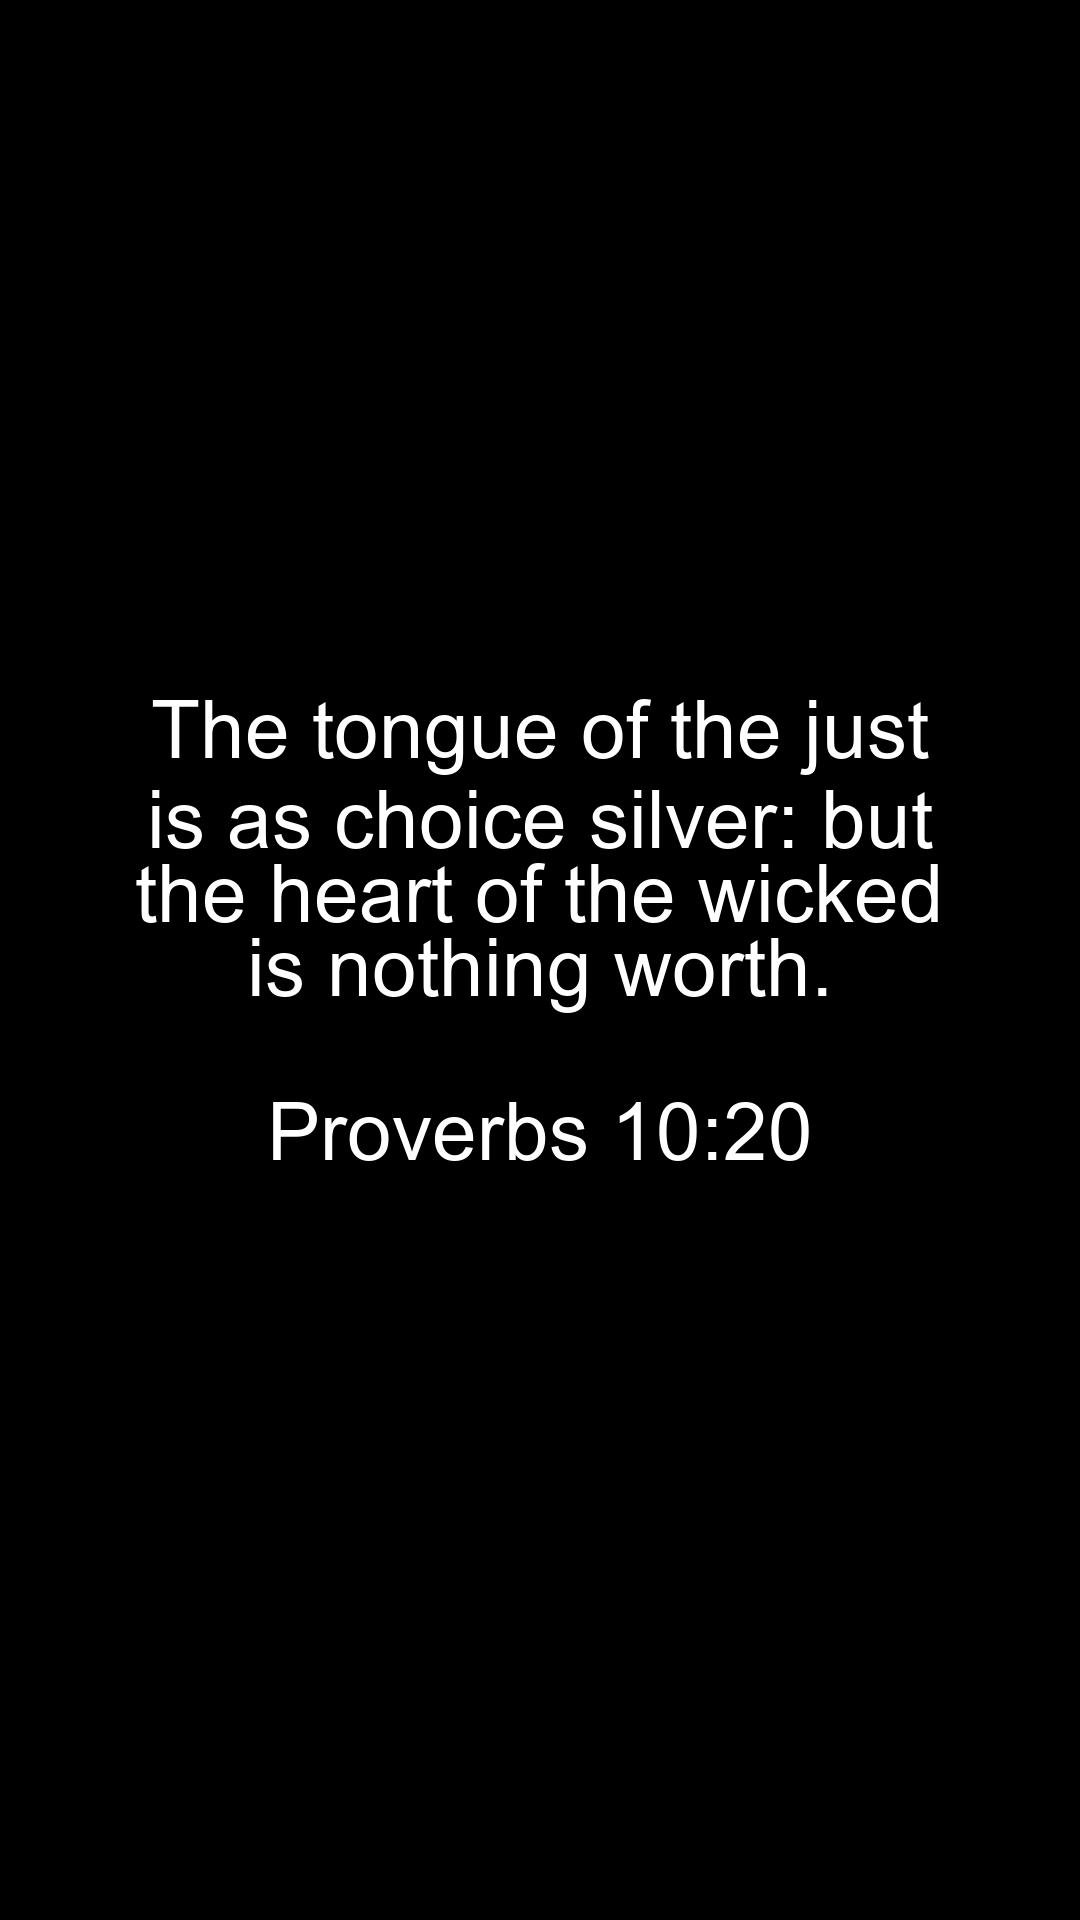 The tongue of the just
is as choice silver: but
the heart of the wicked
is nothing worth.
Proverbs 10:20